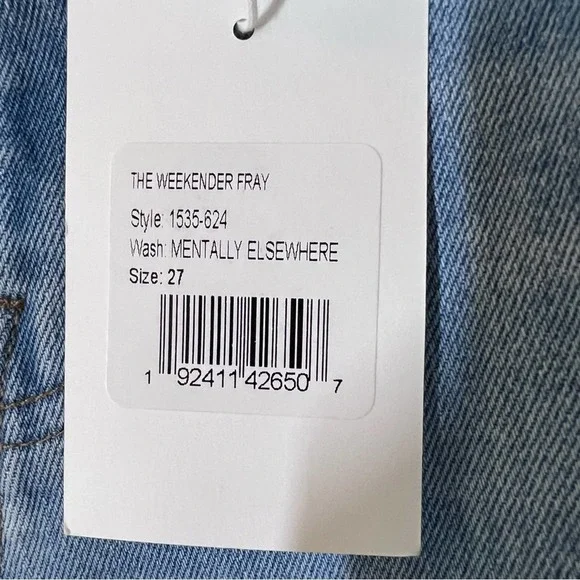 THE WEEKENDER FRAY
Style: 1535-624
Wash: MENTALLY ELSEWHERE
Size: 27
1 92411 42650 7